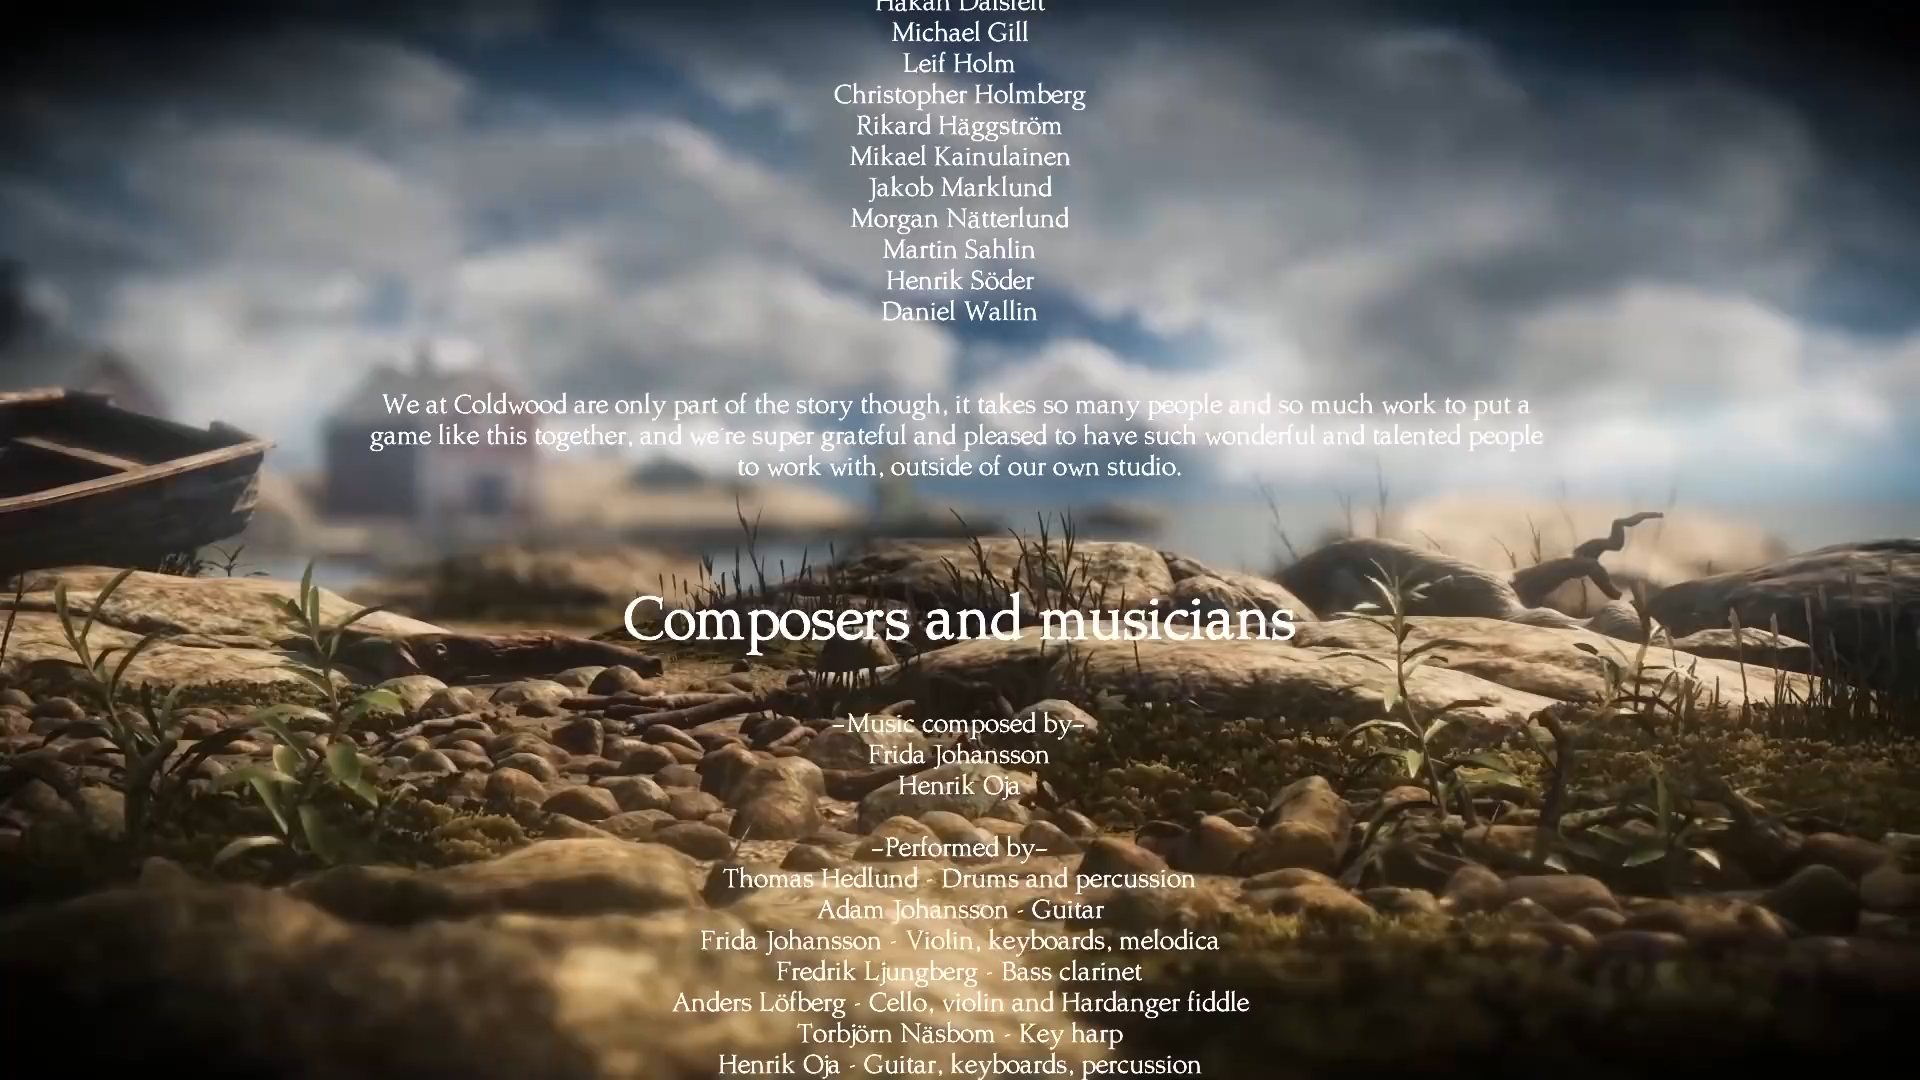 Håkan Dalsfelt
Michael Gill
Leif Holm
Christopher Holmberg
Rikard Häggström
Mikael Kainulainen
Jakob Marklund
Morgan Nätterlund
Martin Sahlin
Henrik Söder
Daniel Wallin
We at Coldwood are only part of the story though, it takes so many people and so much work to put a
game like this together, and we're super grateful and pleased to have such wonderful and talented people
to work with, outside of our own studio.
Composers and musicians
-Music composed by-
Frida Johansson
Henrik Oja
-Performed by-
Thomas Hedlund - Drums and percussion
Adam Johansson - Guitar
Frida Johansson - Violin, keyboards, melodica
Fredrik Ljungberg - Bass clarinet
Anders Löfberg - Cello, violin and Hardanger fiddle
Torbjörn Näsbom - Key harp
Henrik Oja - Guitar, keyboards, percussion